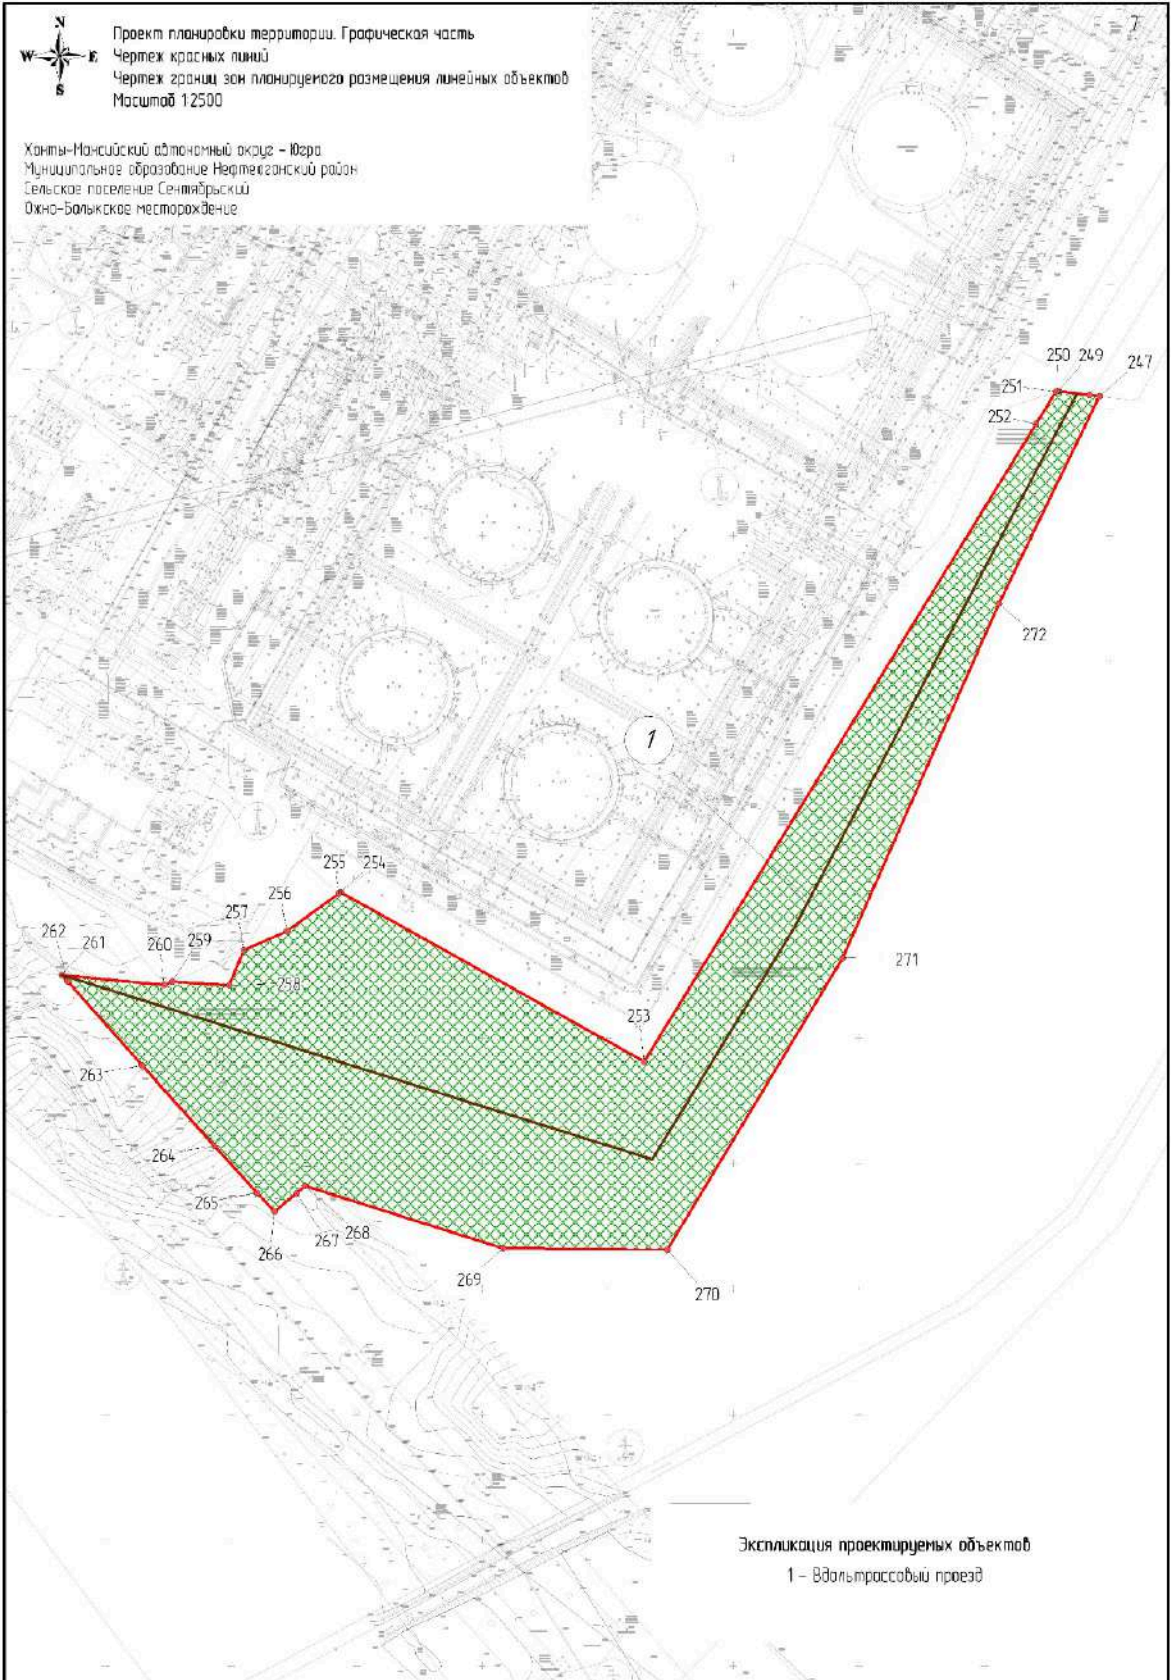 N
7
W E
S
Проект планировки территории. Графическая часть
Чертеж красных линий
Чертеж границ зон планируемого размещения линейных объектов
Масштаб 1:2500
Ханты-Мансийский автономный округ - Югра
Муниципальное образование Нефтеюганский район
Сельское поселение Сентябрьский
Южно-Балыкское месторождение
250 249 247
251
252
272
1
255 254
256
257
262 261 260 259
258
271
253
263
264
265
266 267 268
269
270
Экспликация проектируемых объектов
1 - Вдольтрассовый проезд